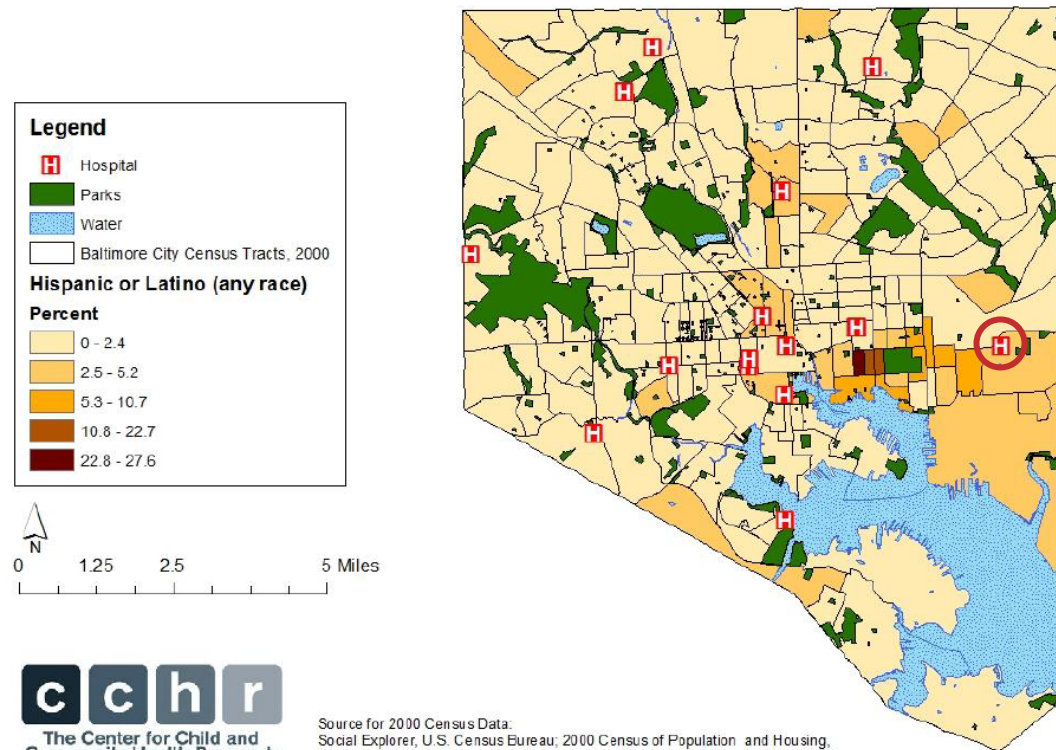 Legend
H Hospital
Parks
Water
Baltimore City Census Tracts, 2000
Hispanic or Latino (any race)
Percent
0 - 2.4
2.5 - 5.2
5.3 - 10.7
10.8 - 22.7
22.8 - 27.6
N
0 1.25 2.5 5 Miles
H
H
H
H
H
H
H
H
H
H
H
H
H
H
c c h r
The Center for Child and
Source for 2000 Census Data:
Social Explorer, U.S. Census Bureau; 2000 Census of Population and Housing,